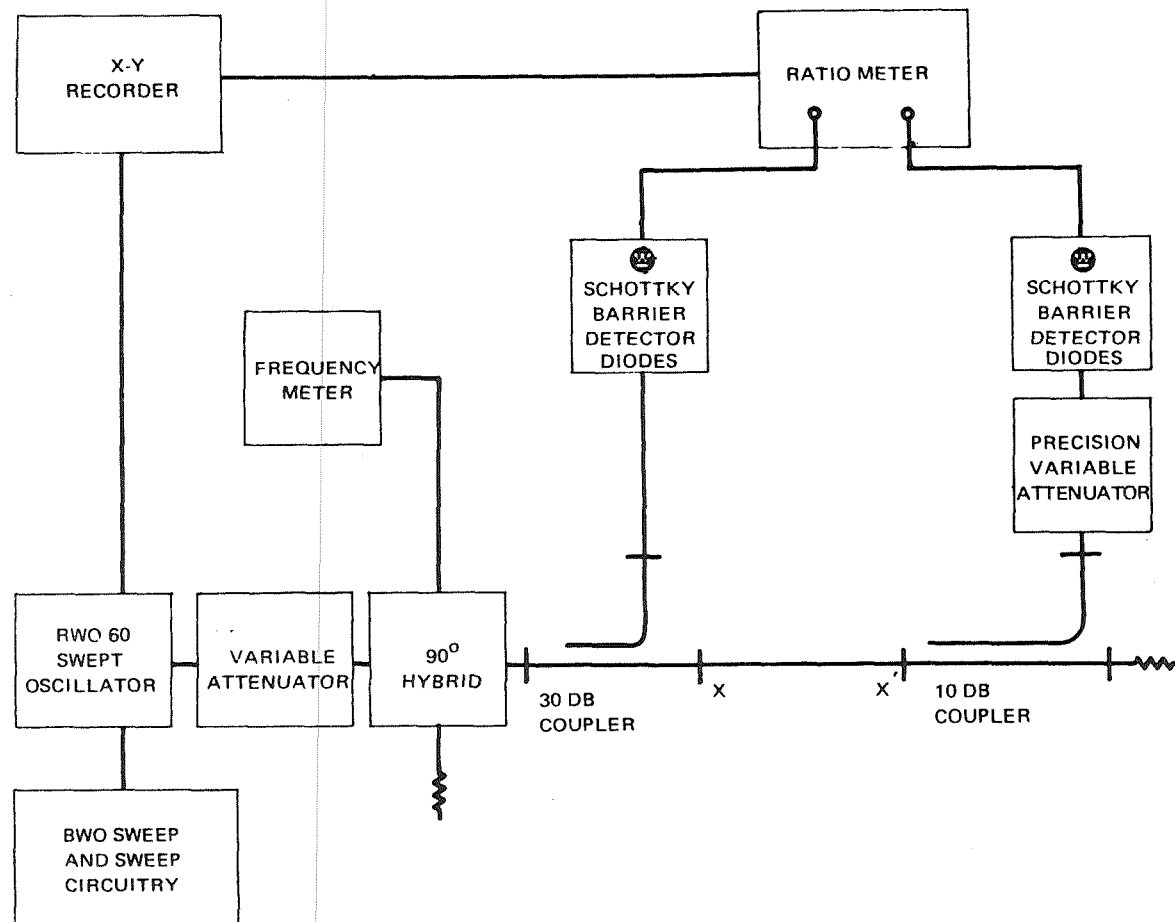 X-Y
RECORDER
RATIO METER
SCHOTTKY
BARRIER
DETECTOR
DIODES
SCHOTTKY
BARRIER
DETECTOR
DIODES
FREQUENCY
METER
PRECISION
VARIABLE
ATTENUATOR
RWO 60
SWEPT
OSCILLATOR
VARIABLE
ATTENUATOR
90°
HYBRID
30 DB
COUPLER
X
X'
10 DB
COUPLER
BWO SWEEP
AND SWEEP
CIRCUITRY